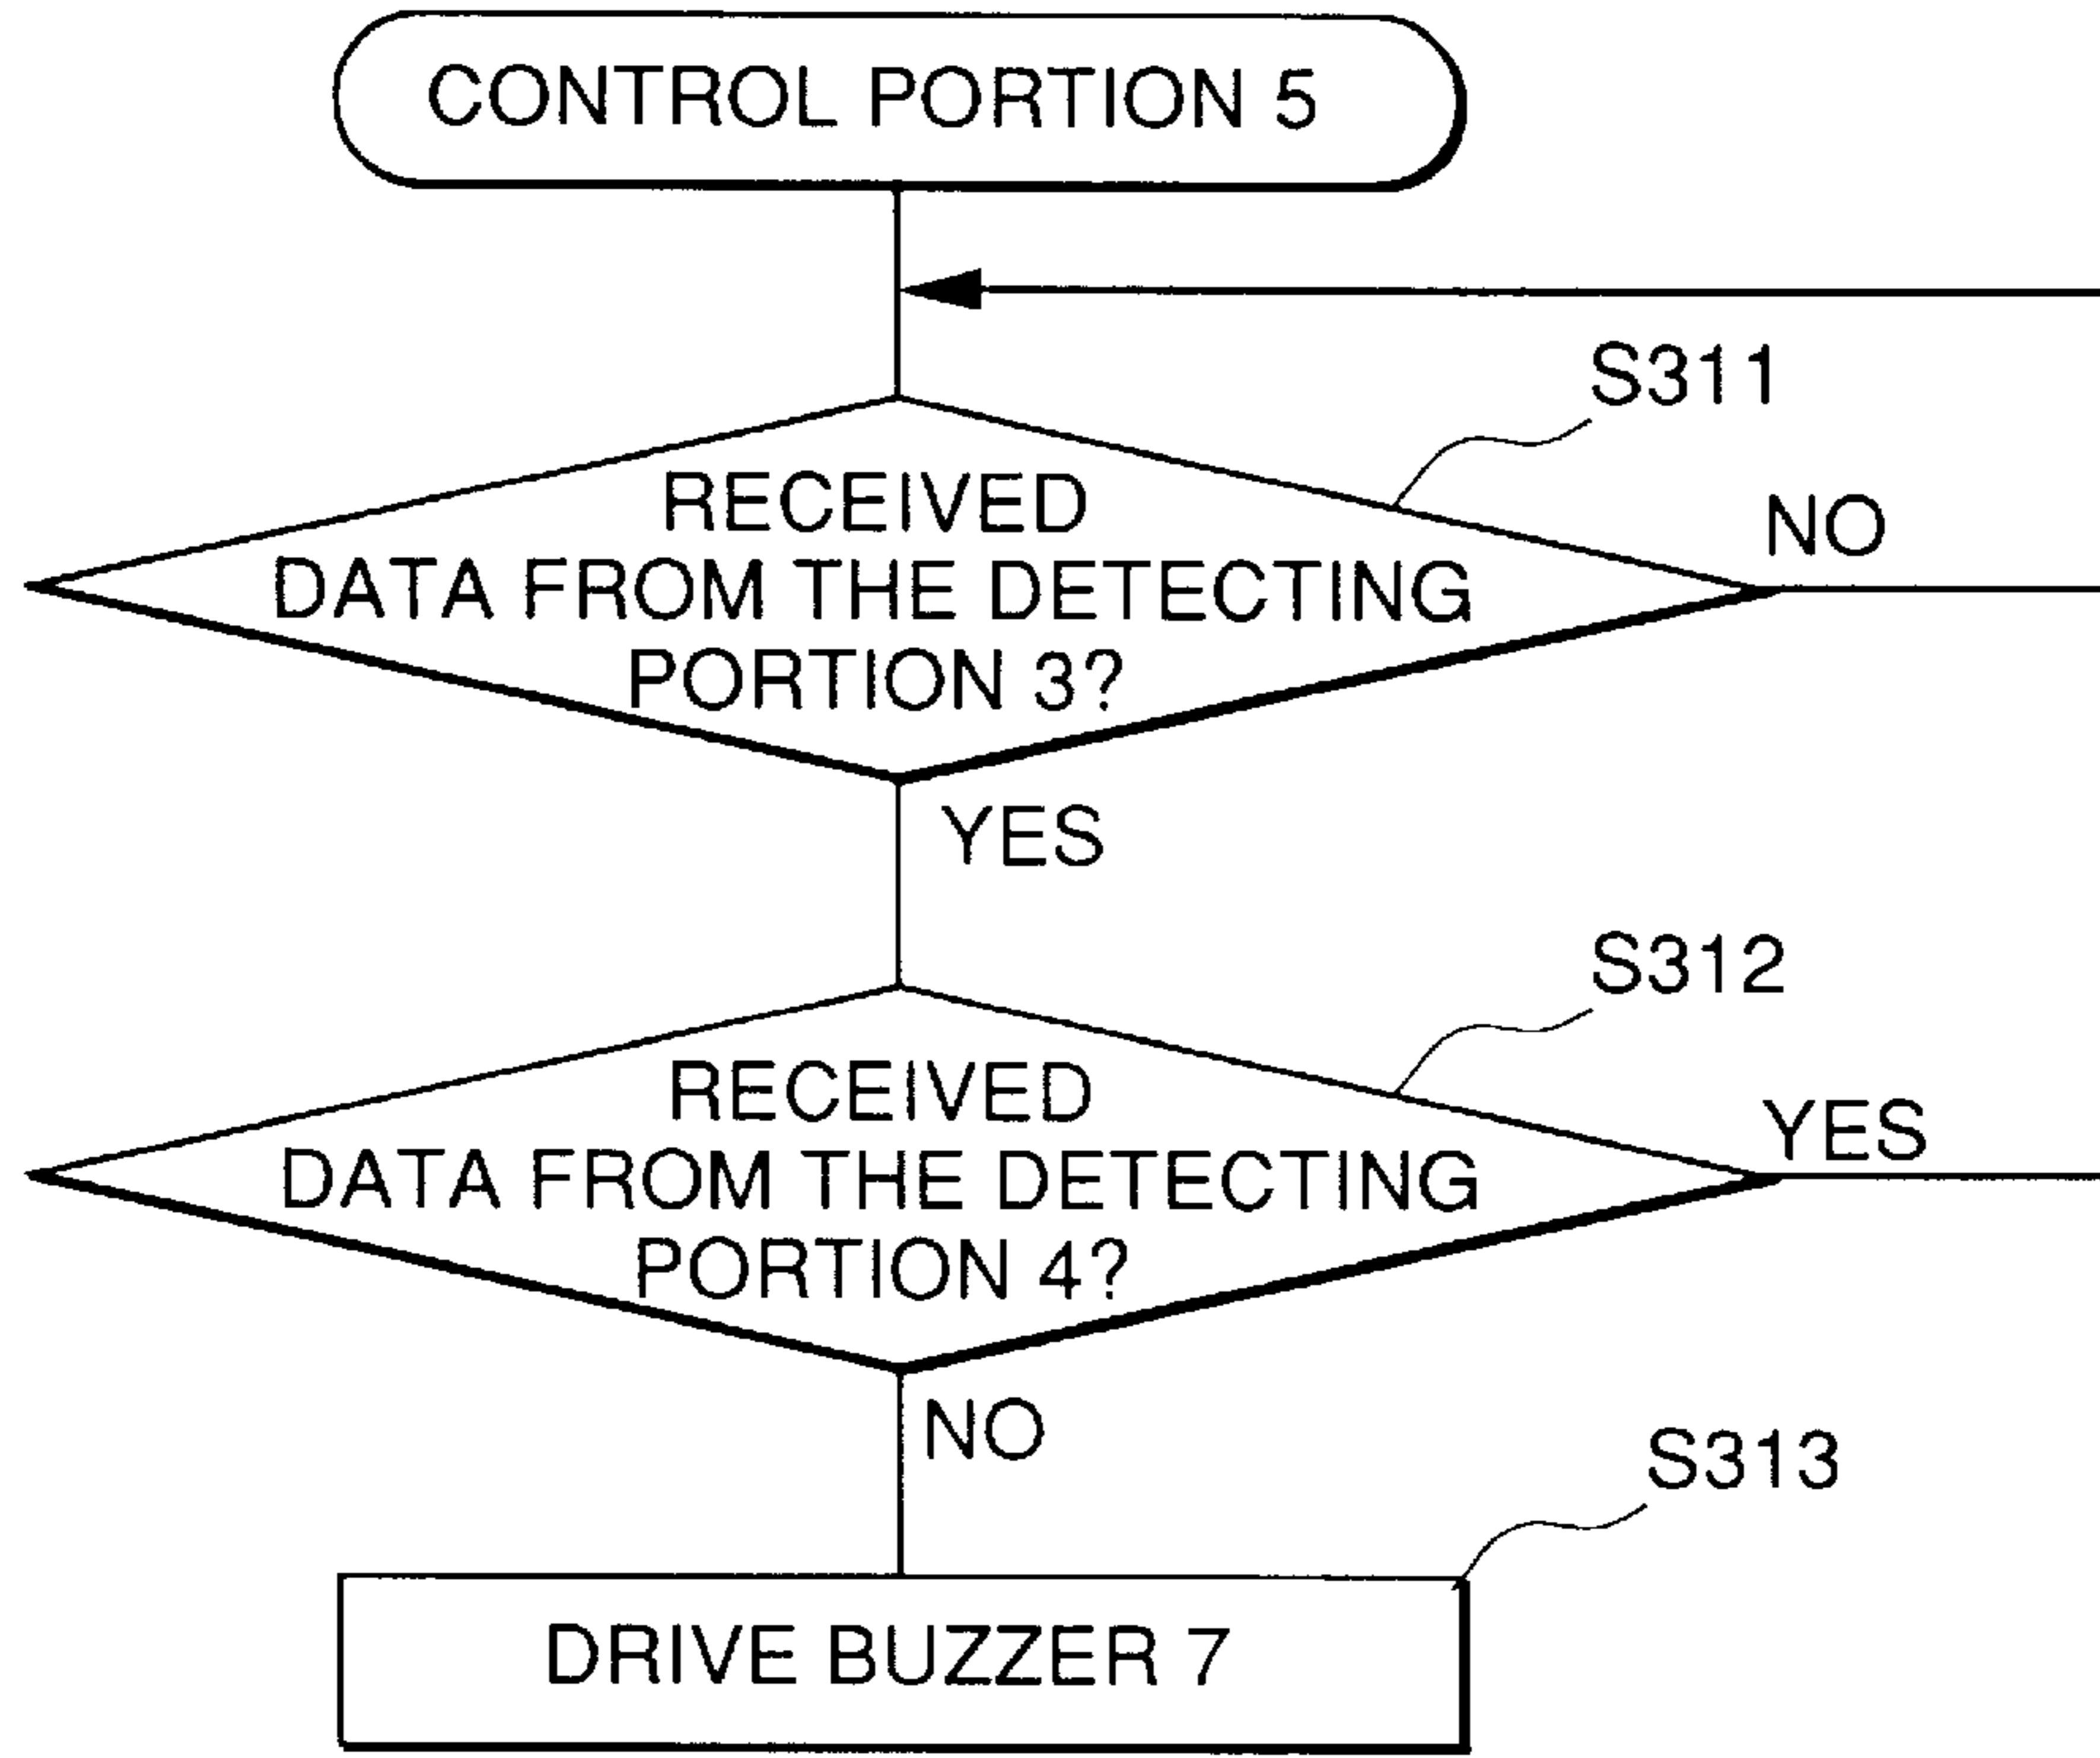 CONTROL PORTION 5
S311
RECEIVED
DATA FROM THE DETECTING
PORTION 3?
NO
YES
S312
RECEIVED
DATA FROM THE DETECTING
PORTION 4?
YES
NO
S313
DRIVE BUZZER 7